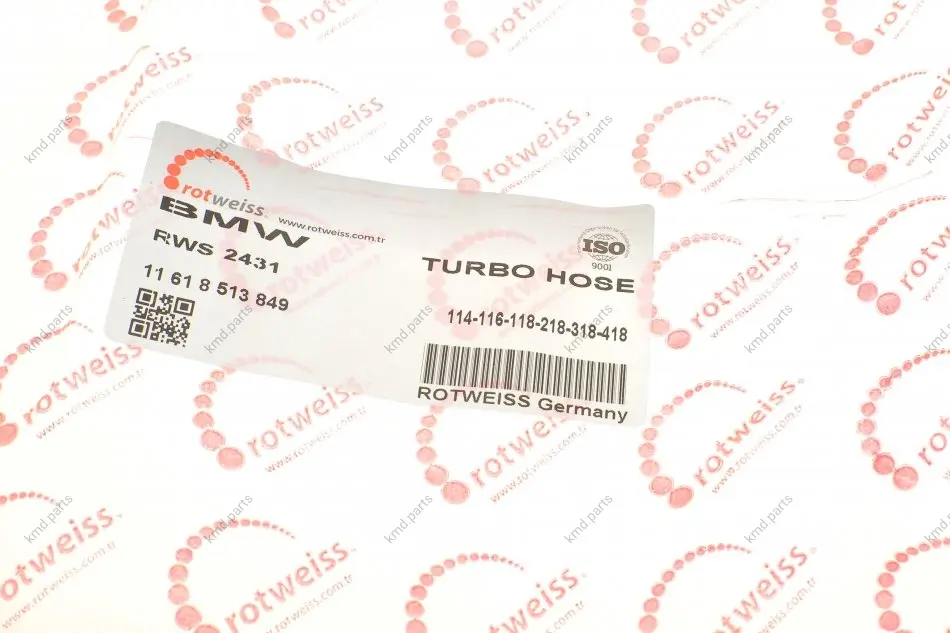 rotweiss
www.rotweiss.com.tr
BMW
RWS 2431
11 61 8 513 849
ISO
9001
TURBO HOSE
114-116-118-218-318-418
ROTWEISS Germany
rotweiss
www.rotweiss.com.tr
kmd.parts